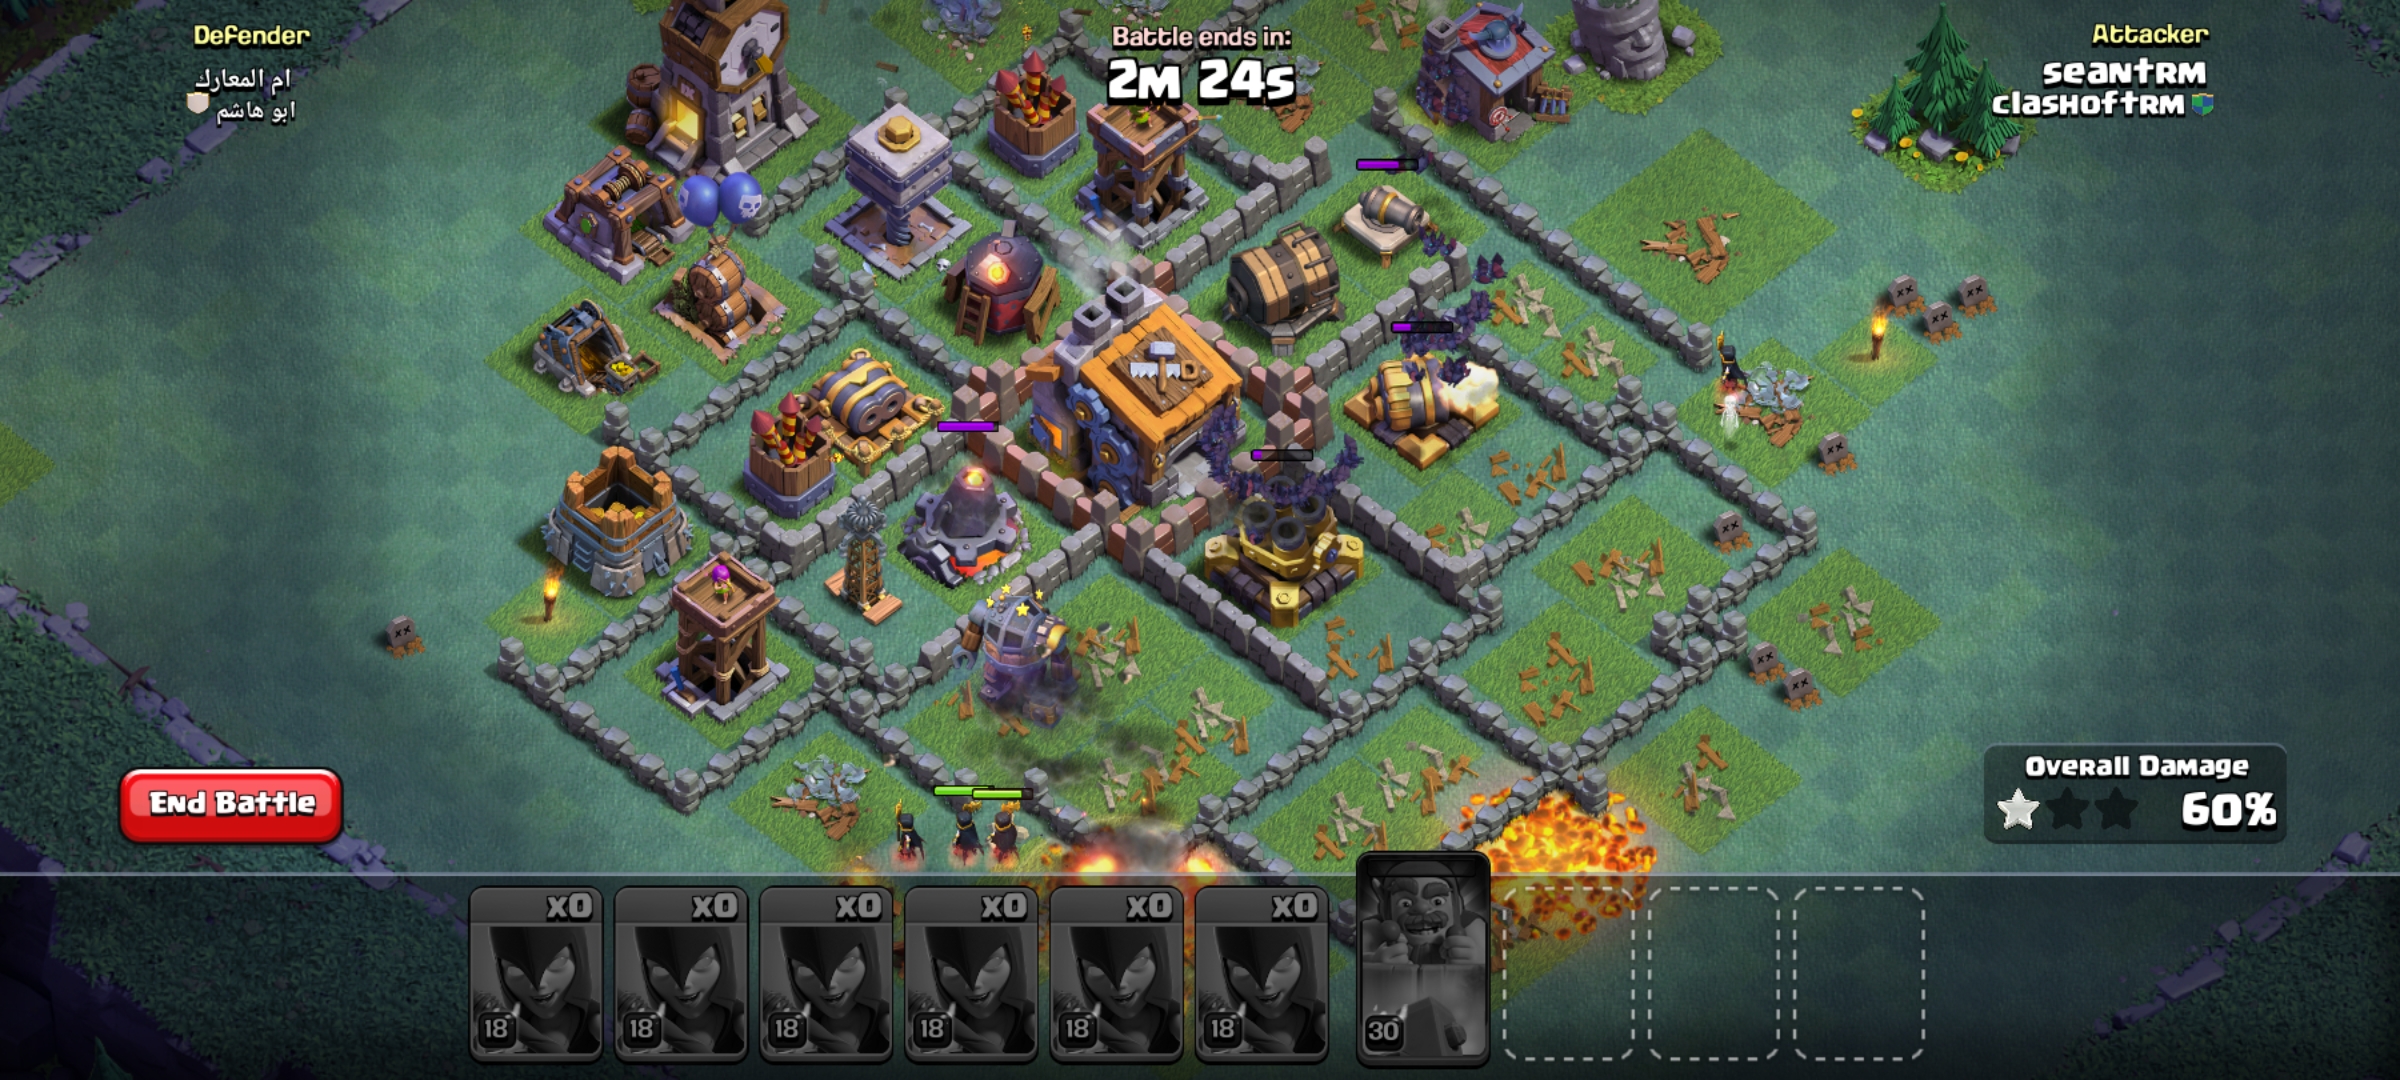 Defender
ام المعارك
ابو هاشم
Battle ends in:
2M 24s
Attacker
seantRM
clashoftRM
End Battle
Overall Damage
60%
x0 x0 x0 x0 x0 x0
18 18 18 18 18 18 30